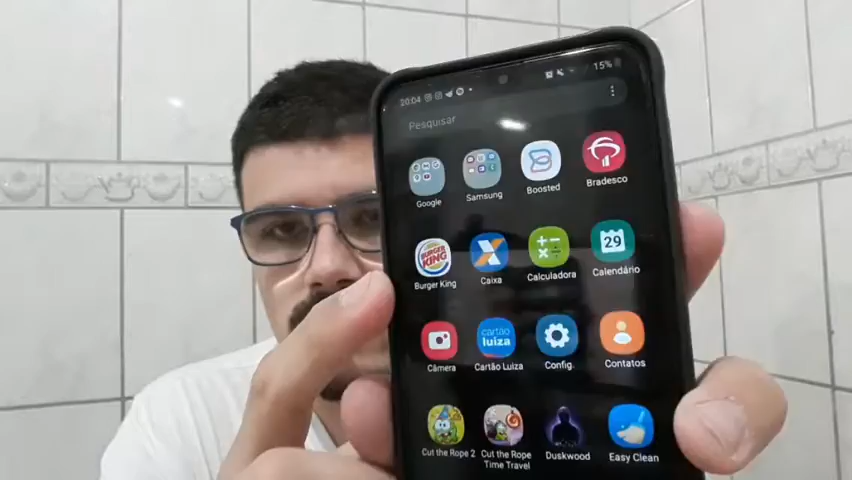 20:04 15%
Pesquisar
Google Samsung Boosted Bradesco
BURGER
KING
29
Burger King Caixa Calculadora Calendário
cartão
luiza
Câmera Cartão Luiza Config. Contatos
Cut the Rope 2 Cut the Rope Duskwood Easy Clean
Time Travel